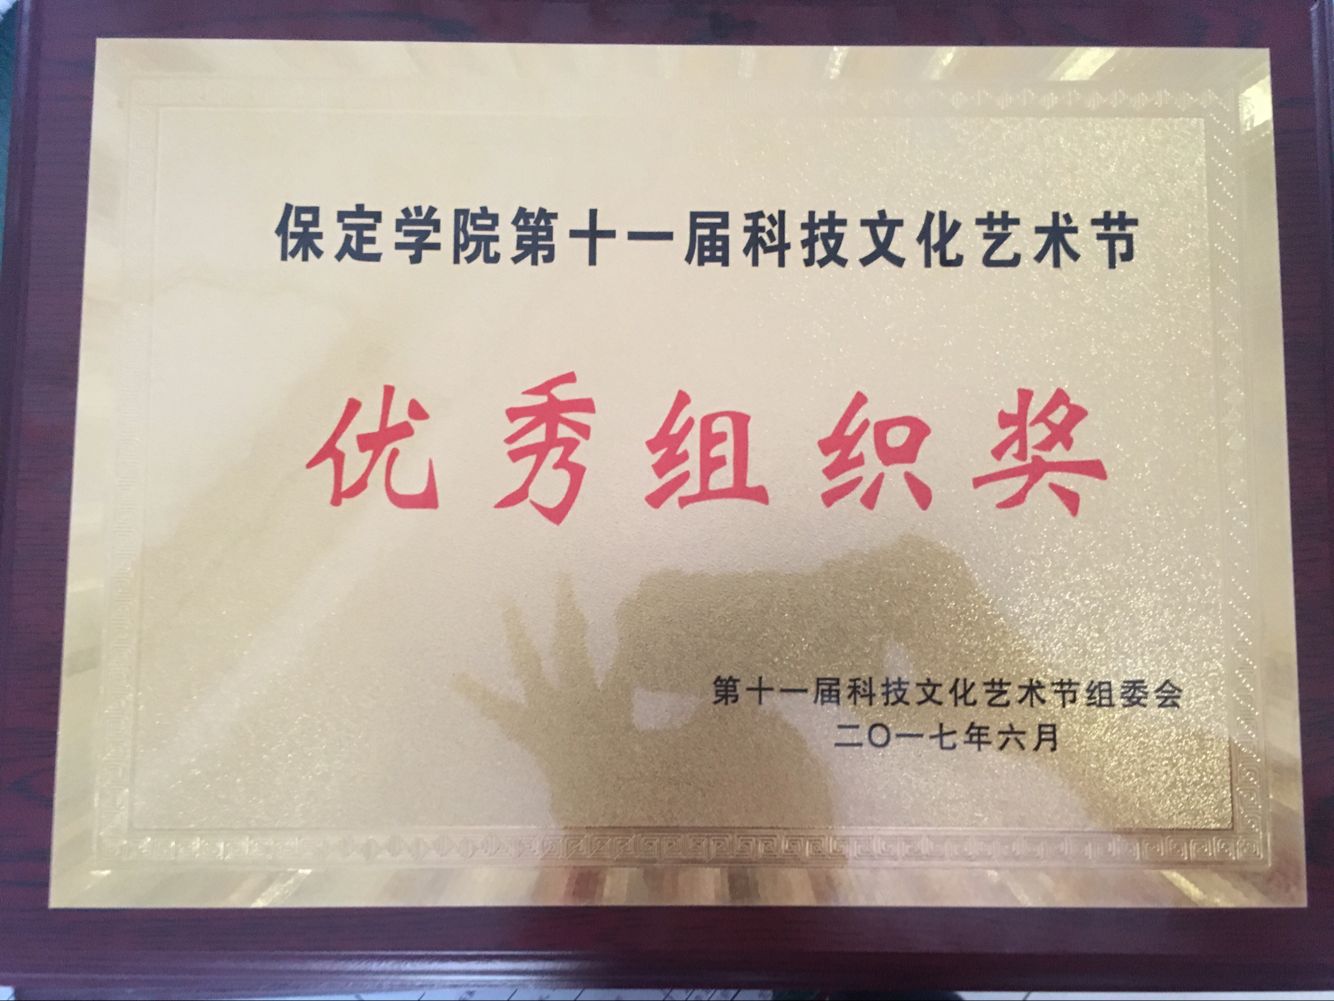 保定学院第十一届科技文化艺术节
优秀组织奖
第十一届科技文化艺术节组委会
二〇一七年六月